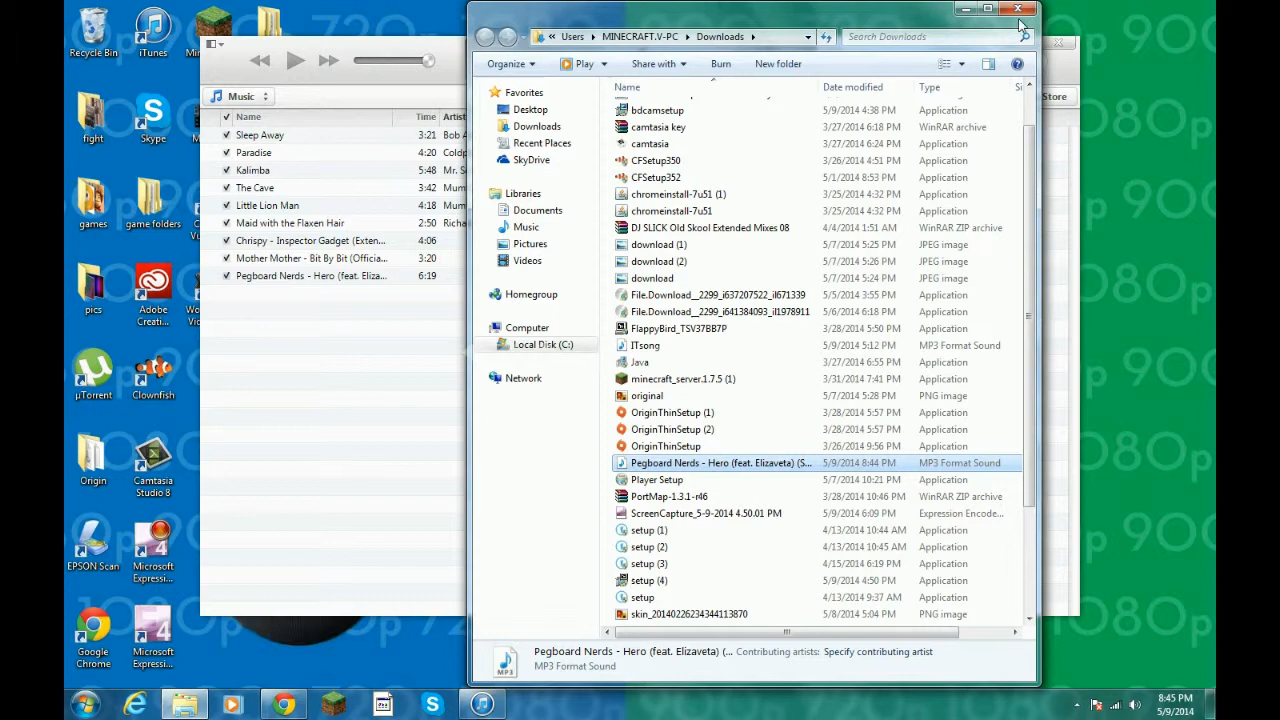 Recycle Bin
iTunes
fight
Skype
games
game folders
pics
Adobe Creati...
µTorrent
Clownfish
Origin
Camtasia Studio 8
EPSON Scan
Microsoft Expressi...
Google Chrome
Microsoft Expressi...
Music
Store
Name Time Artis
Sleep Away 3:21 Bob A
Paradise 4:20 Coldp
Kalimba 5:48 Mr. S
The Cave 3:42 Mum
Little Lion Man 4:18 Mum
Maid with the Flaxen Hair 2:50 Richa
Chrispy - Inspector Gadget (Exten... 4:06
Mother Mother - Bit By Bit (Officia... 3:20
Pegboard Nerds - Hero (feat. Eliza... 6:19
« Users MINECRAFT.V-PC Downloads
Search Downloads
Organize Play Share with Burn New folder
Favorites
Desktop
Downloads
Recent Places
SkyDrive
Libraries
Documents
Music
Pictures
Videos
Homegroup
Computer
Local Disk (C:)
Network
Name Date modified Type Si
bdcamsetup 5/9/2014 4:38 PM Application
camtasia key 3/27/2014 6:18 PM WinRAR archive
camtasia 3/27/2014 6:24 PM Application
CFSetup350 3/26/2014 4:51 PM Application
CFSetup352 5/1/2014 8:53 PM Application
chromeinstall-7u51 (1) 3/25/2014 4:32 PM Application
chromeinstall-7u51 3/25/2014 4:32 PM Application
DJ SLICK Old Skool Extended Mixes 08 4/4/2014 1:51 AM WinRAR ZIP archive
download (1) 5/7/2014 5:25 PM JPEG image
download (2) 5/7/2014 5:26 PM JPEG image
download 5/7/2014 5:24 PM JPEG image
File.Download__2299_i637207522_il671339 5/5/2014 3:55 PM Application
File.Download__2299_i641384093_il1978911 5/6/2014 6:18 PM Application
FlappyBird_TSV37BB7P 3/28/2014 5:50 PM Application
ITsong 5/9/2014 5:12 PM MP3 Format Sound
Java 3/27/2014 6:55 PM Application
minecraft_server.1.7.5 (1) 3/31/2014 7:41 PM Application
original 5/7/2014 5:28 PM PNG image
OriginThinSetup (1) 3/28/2014 5:57 PM Application
OriginThinSetup (2) 3/28/2014 5:57 PM Application
OriginThinSetup 3/26/2014 9:56 PM Application
Pegboard Nerds - Hero (feat. Elizaveta) (S... 5/9/2014 8:44 PM MP3 Format Sound
Player Setup 5/7/2014 10:21 PM Application
PortMap-1.3.1-r46 3/28/2014 10:46 PM WinRAR ZIP archive
ScreenCapture_5-9-2014 4.50.01 PM 5/9/2014 6:09 PM Expression Encode...
setup (1) 4/13/2014 10:44 AM Application
setup (2) 4/13/2014 10:45 AM Application
setup (3) 4/15/2014 6:19 PM Application
setup (4) 5/9/2014 4:50 PM Application
setup 4/13/2014 9:37 AM Application
skin_20140226234344113870 5/8/2014 5:04 PM PNG image
Pegboard Nerds - Hero (feat. Elizaveta) (... Contributing artists: Specify contributing artist
MP3 Format Sound
8:45 PM
5/9/2014